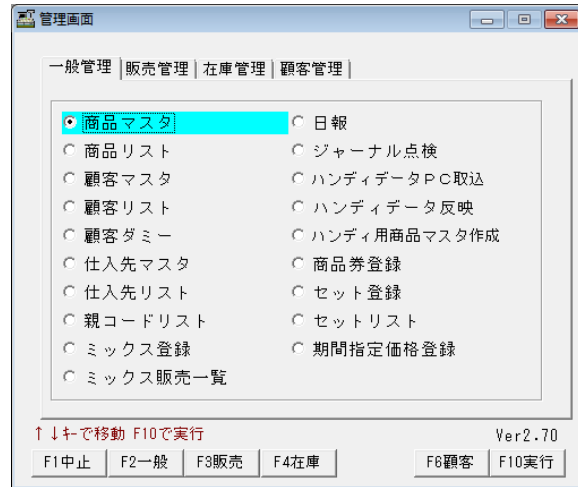 管理画面
一般管理 販売管理 在庫管理 顧客管理
商品マスタ
商品リスト
顧客マスタ
顧客リスト
顧客ダミー
仕入先マスタ
仕入先リスト
親コードリスト
ミックス登録
ミックス販売一覧
日報
ジャーナル点検
ハンディデータPC取込
ハンディデータ反映
ハンディ用商品マスタ作成
商品券登録
セット登録
セットリスト
期間指定価格登録
↑↓キーで移動 F10で実行
Ver2.70
F1中止 F2一般 F3販売 F4在庫 F6顧客 F10実行